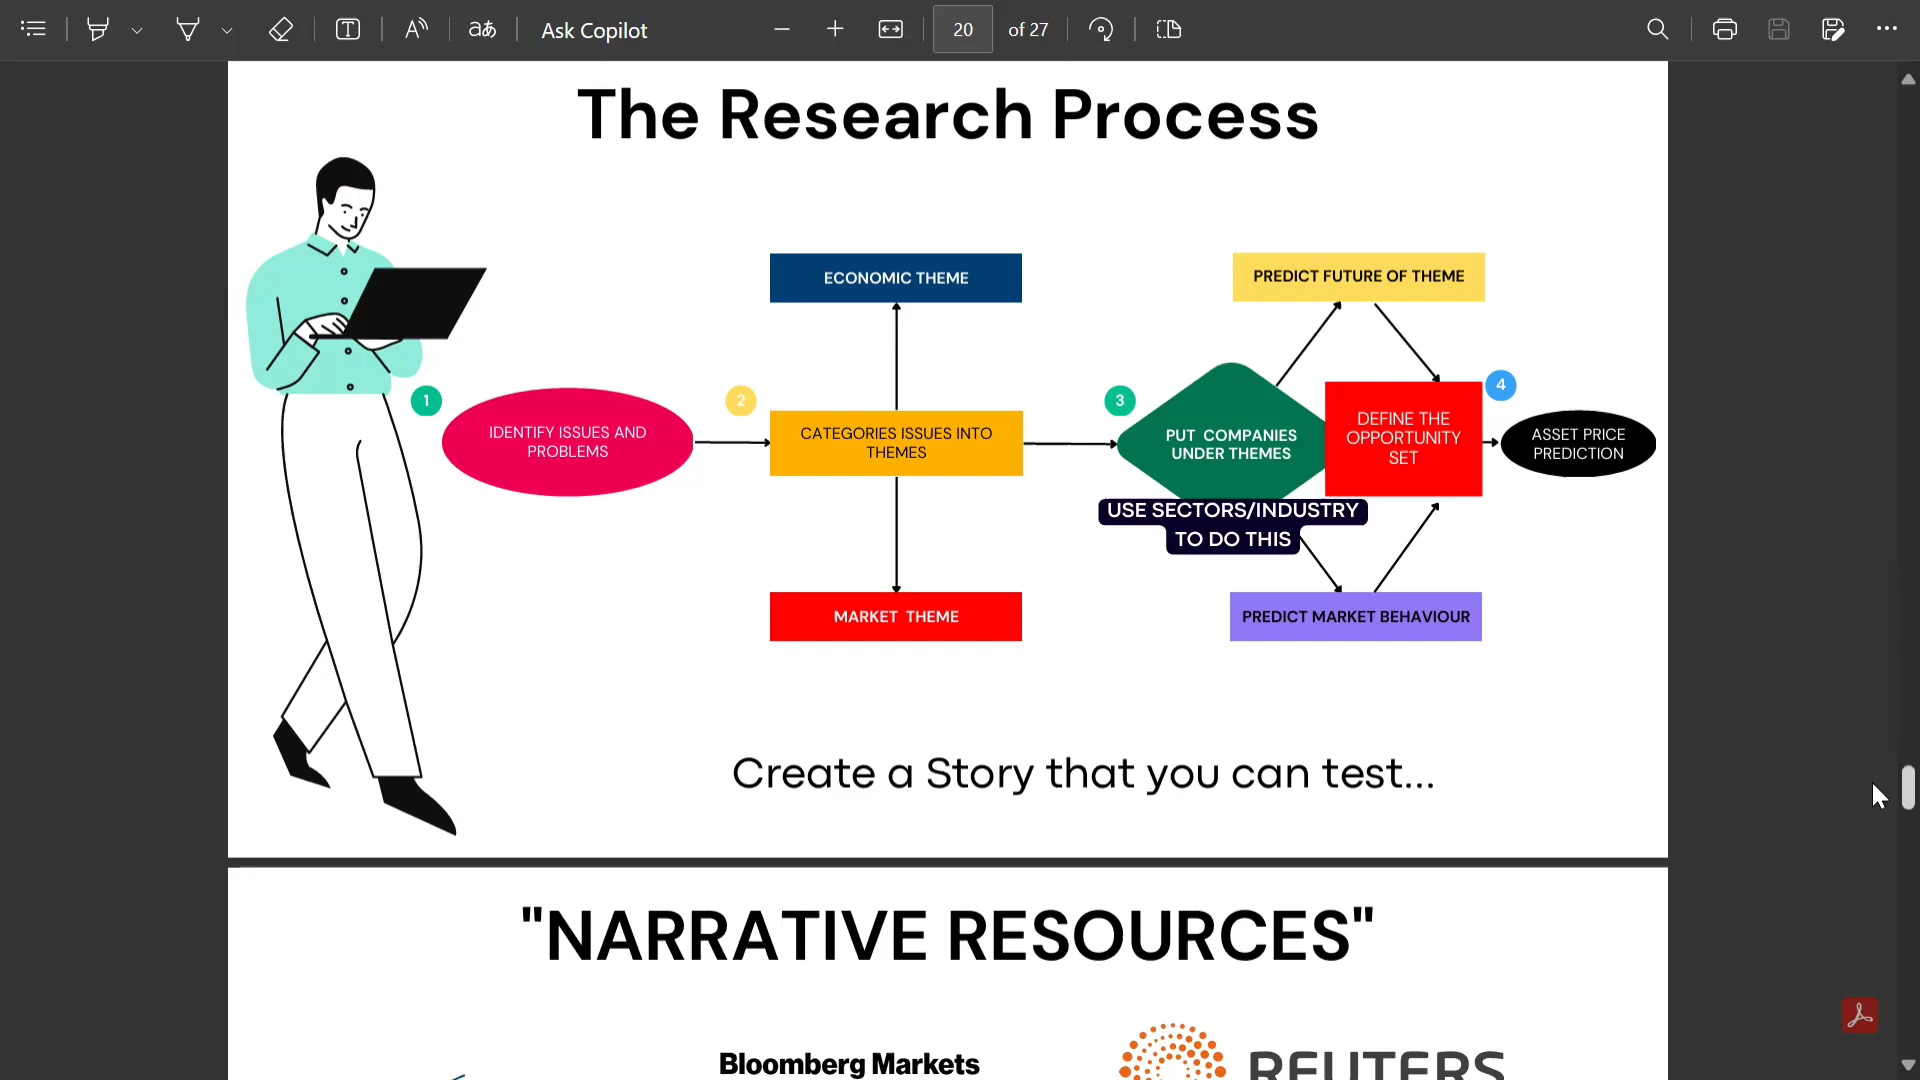 Ask Copilot
20 of 27
The Research Process
ECONOMIC THEME
PREDICT FUTURE OF THEME
1
2
3
4
IDENTIFY ISSUES AND
PROBLEMS
CATEGORIES ISSUES INTO
THEMES
PUT COMPANIES
UNDER THEMES
DEFINE THE
OPPORTUNITY
SET
ASSET PRICE
PREDICTION
USE SECTORS/INDUSTRY
TO DO THIS
MARKET THEME
PREDICT MARKET BEHAVIOUR
Create a Story that you can test...
"NARRATIVE RESOURCES"
Bloomberg Markets
REUTERS